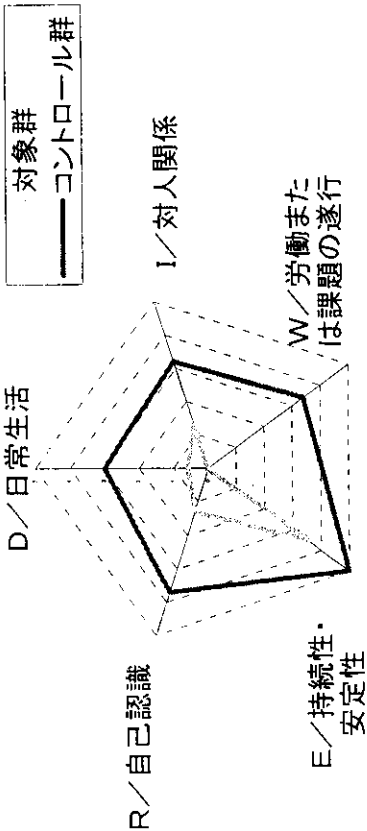 対象群
コントロール群
D／日常生活
I／対人関係
W／労働また
は課題の遂行
E／持続性・
安定性
R／自己認識